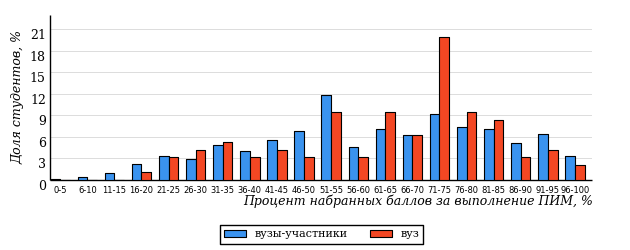 Доля студентов, %
21
18
15
12
9
6
3
0
0-5 6-10 11-15 16-20 21-25 26-30 31-35 36-40 41-45 46-50 51-55 56-60 61-65 66-70 71-75 76-80 81-85 86-90 91-95 96-100
Процент набранных баллов за выполнение ПИМ, %
вузы-участники вуз